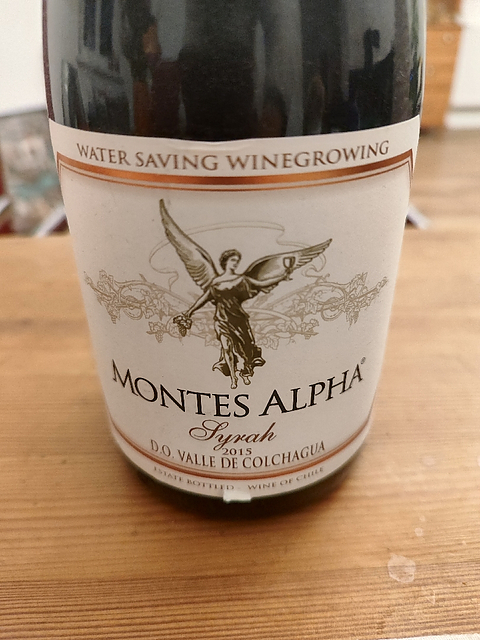 WATER SAVING WINEGROWING
MONTES ALPHA®
Syrah
2015
D.O. VALLE DE COLCHAGUA
ESTATE BOTTLED - WINE OF CHILE